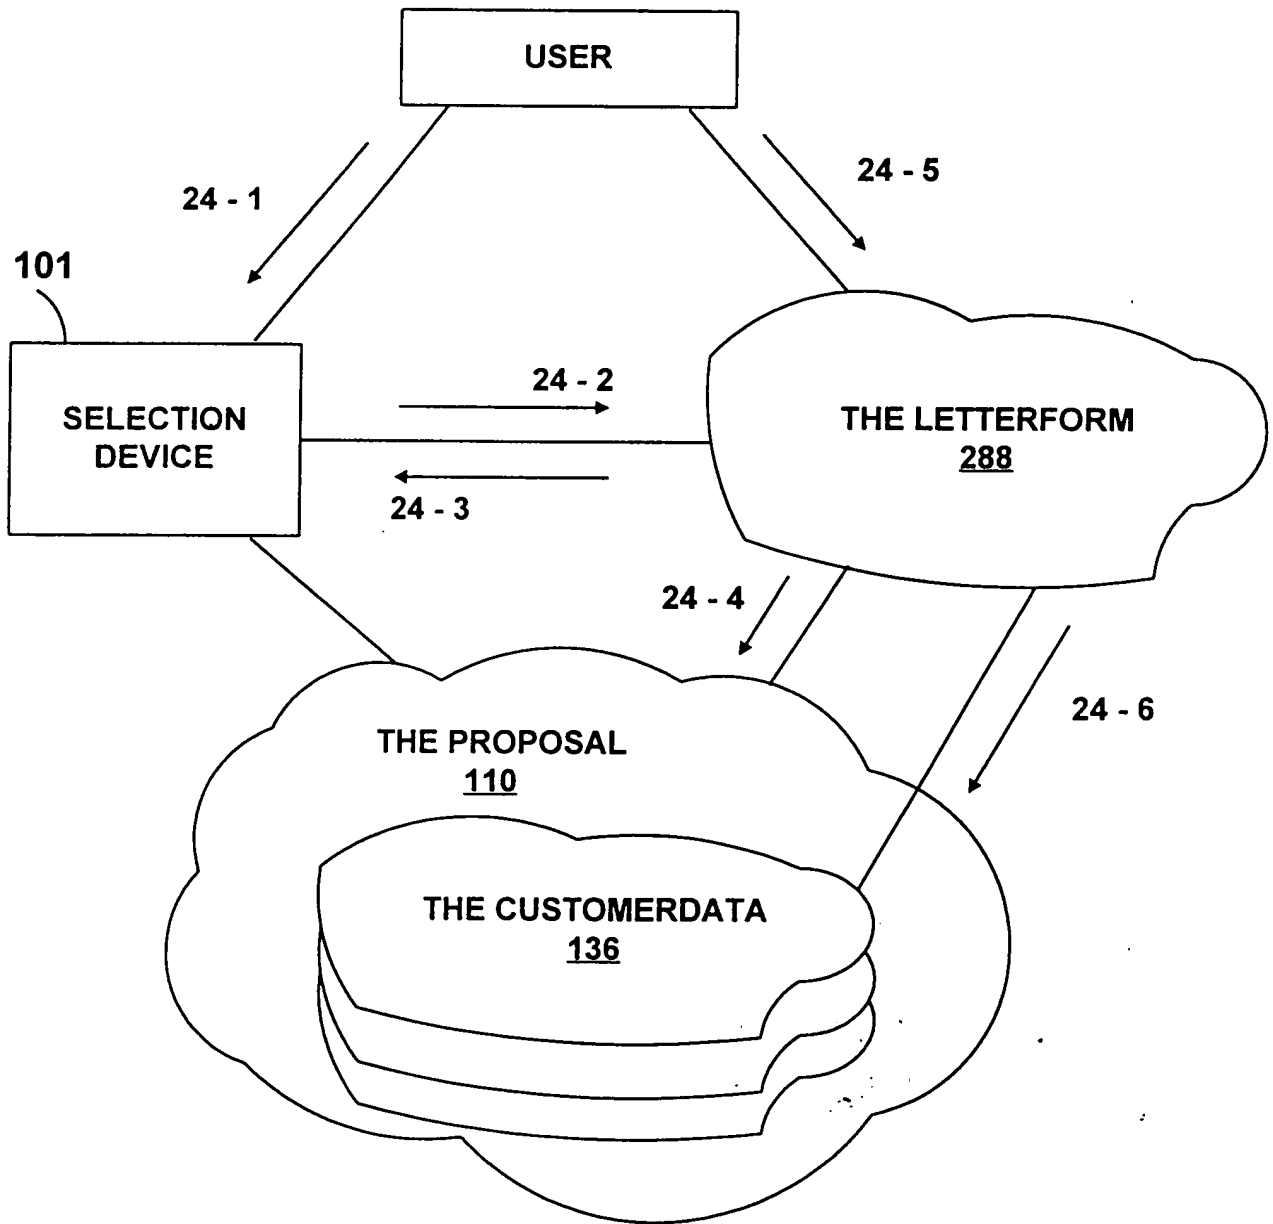 USER
24 - 1
24 - 5
101
SELECTION
DEVICE
24 - 2
THE LETTERFORM
288
24 - 3
24 - 4
24 - 6
THE PROPOSAL
110
THE CUSTOMERDATA
136